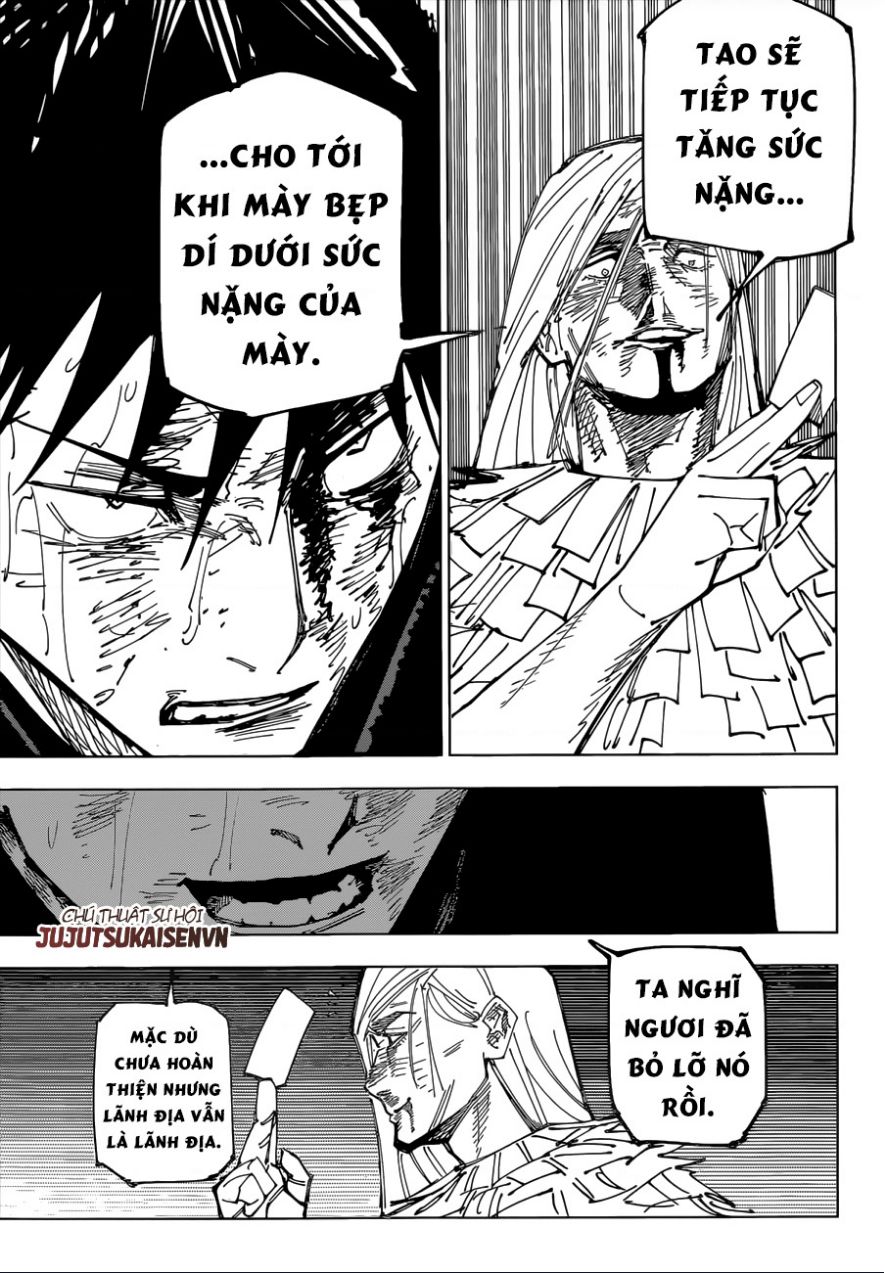 TAO SẼ
TIẾP TỤC
TĂNG SỨC
NẶNG...
...CHO TỚI
KHI MÀY BẸP
DÍ DƯỚI SỨC
NẶNG CỦA
MÀY.
CHÚ THUẬT SƯ HỒI
JUJUTSUKAISENVN
TA NGHĨ
NGƯƠI ĐÃ
BỎ LỠ NÓ
RỒI.
MẶC DÙ
CHƯA HOÀN
THIỆN NHƯNG
LÃNH ĐỊA VẪN
LÀ LÃNH ĐỊA.